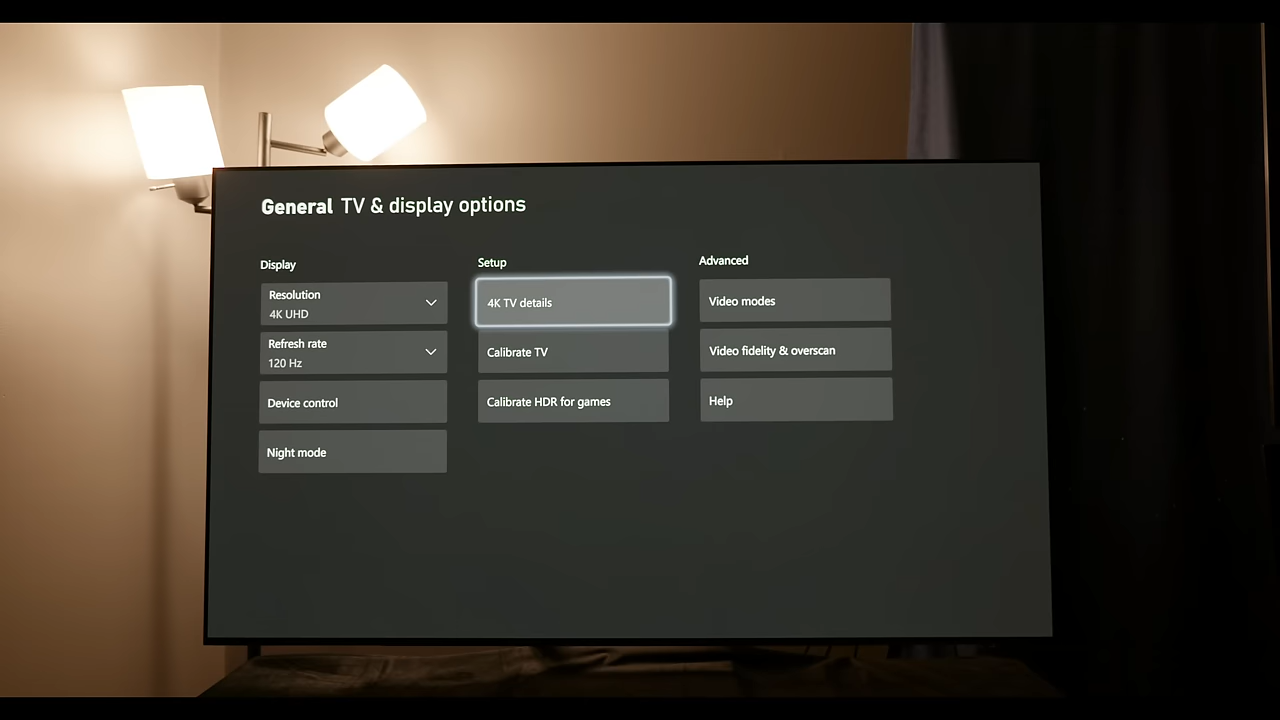 General TV & display options
Display
Resolution
4K UHD
Refresh rate
120 Hz
Device control
Night mode
Setup
4K TV details
Calibrate TV
Calibrate HDR for games
Advanced
Video modes
Video fidelity & overscan
Help